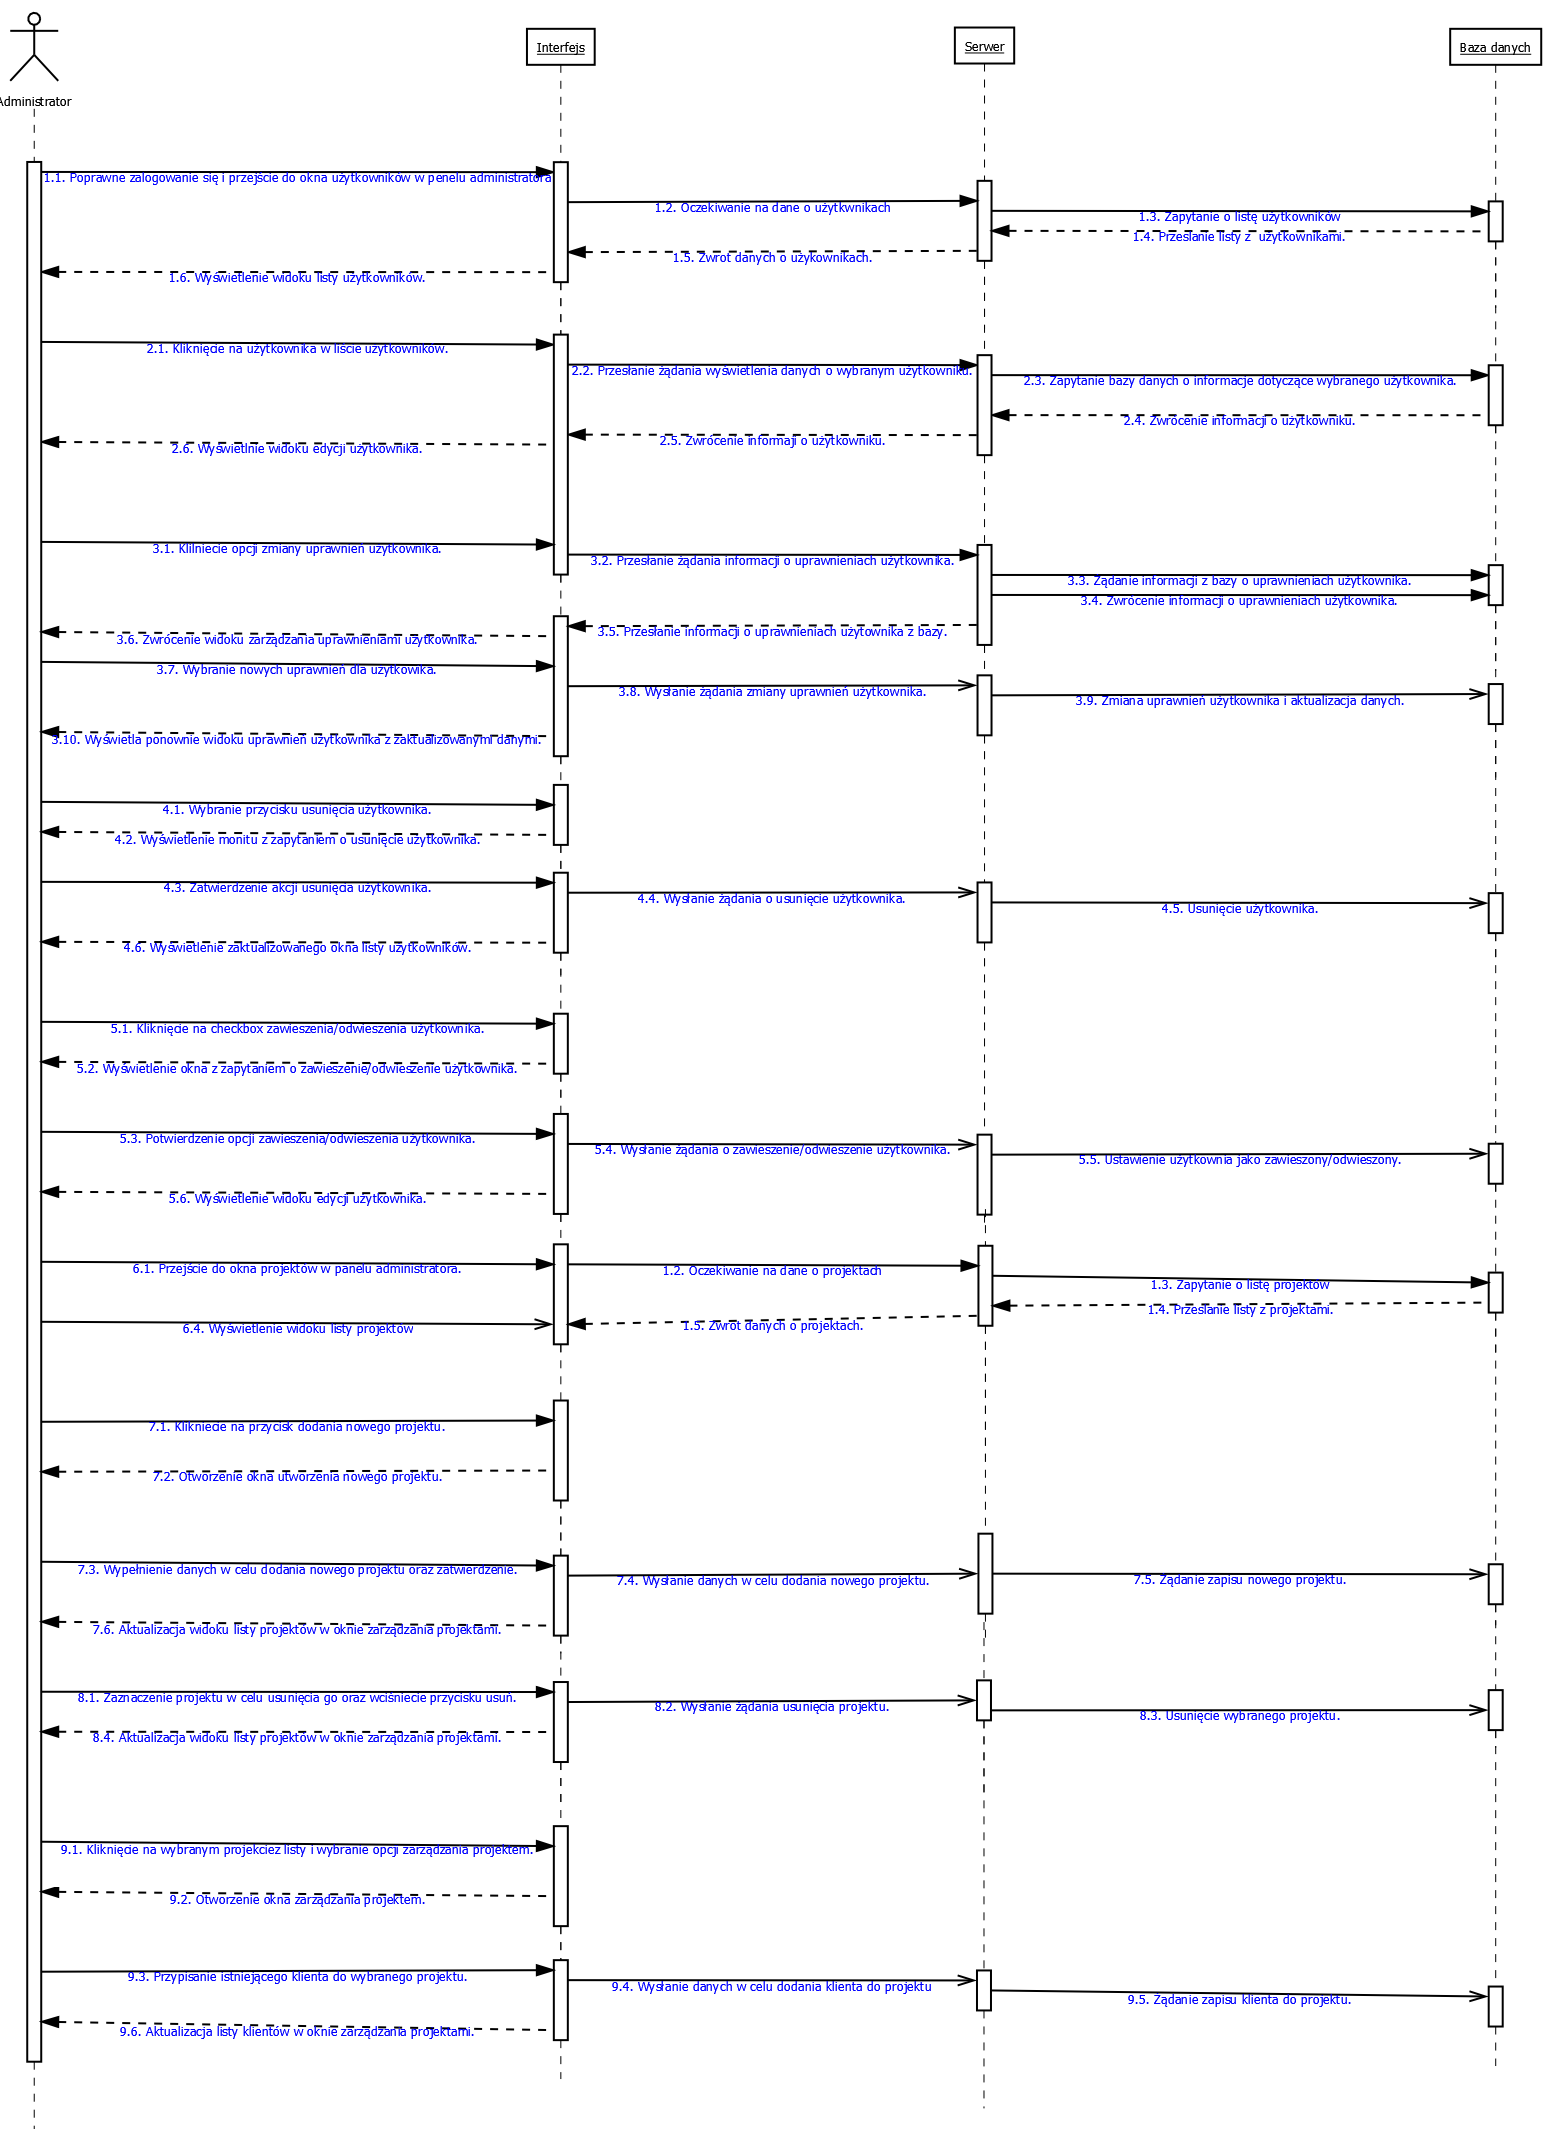 Interfejs
Serwer
Baza danych
Administrator
1.1. Poprawne zalogowanie się i przejście do okna użytkowników w penelu administratora
1.2. Oczekiwanie na dane o użytkwnikach
1.3. Zapytanie o listę użytkowników
1.4. Przesłanie listy z  użytkownikami.
1.5. Zwrot danych o użykownikach.
1.6. Wyświetlenie widoku listy użytkowników.
2.1. Kliknięcie na użytkownika w liście użytkowników.
2.2. Przesłanie żądania wyświetlenia danych o wybranym użytkowniku.
2.3. Zapytanie bazy danych o informacje dotyczące wybranego użytkownika.
2.4. Zwrócenie informacji o użytkowniku.
2.5. Zwrócenie informaji o użytkowniku.
2.6. Wyświetlnie widoku edycji użytkownika.
3.1. Klilniecie opcji zmiany uprawnień użytkownika.
3.2. Przesłanie żądania informacji o uprawnieniach użytkownika.
3.3. Żądanie informacji z bazy o uprawnieniach użytkownika.
3.4. Zwrócenie informacji o uprawnieniach użytkownika.
3.5. Przesłanie informacji o uprawnieniach użytownika z bazy.
3.6. Zwrócenie widoku zarządzania uprawnieniami użytkownika.
3.7. Wybranie nowych uprawnień dla użytkowika.
3.8. Wysłanie żądania zmiany uprawnień użytkownika.
3.9. Zmiana uprawnień użytkownika i aktualizacja danych.
3.10. Wyświetla ponownie widoku uprawnień użytkownika z zaktualizowanymi danymi.
4.1. Wybranie przycisku usunięcia użytkownika.
4.2. Wyświetlenie monitu z zapytaniem o usunięcie użytkownika.
4.3. Zatwierdzenie akcji usunięcia użytkownika.
4.4. Wysłanie żądania o usunięcie użytkownika.
4.5. Usunięcie użytkownika.
4.6. Wyświetlenie zaktualizowanego okna listy użytkowników.
5.1. Kliknięcie na checkbox zawieszenia/odwieszenia użytkownika.
5.2. Wyświetlenie okna z zapytaniem o zawieszenie/odwieszenie użytkownika.
5.3. Potwierdzenie opcji zawieszenia/odwieszenia użytkownika.
5.4. Wysłanie żądania o zawieszenie/odwieszenie użytkownika.
5.5. Ustawienie użytkownia jako zawieszony/odwieszony.
5.6. Wyświetlenie widoku edycji użytkownika.
6.1. Przejście do okna projektów w panelu administratora.
1.2. Oczekiwanie na dane o projektach
1.3. Zapytanie o listę projektów
1.4. Przesłanie listy z projektami.
1.5. Zwrot danych o projektach.
6.4. Wyświetlenie widoku listy projektów
7.1. Kliknięcie na przycisk dodania nowego projektu.
7.2. Otworzenie okna utworzenia nowego projektu.
7.3. Wypełnienie danych w celu dodania nowego projektu oraz zatwierdzenie.
7.4. Wysłanie danych w celu dodania nowego projektu.
7.5. Żądanie zapisu nowego projektu.
7.6. Aktualizacja widoku listy projektów w oknie zarządzania projektami.
8.1. Zaznaczenie projektu w celu usunięcia go oraz wciśniecie przycisku usuń.
8.2. Wysłanie żądania usunięcia projektu.
8.3. Usunięcie wybranego projektu.
8.4. Aktualizacja widoku listy projektów w oknie zarządzania projektami.
9.1. Kliknięcie na wybranym projekciez listy i wybranie opcji zarządzania projektem.
9.2. Otworzenie okna zarządzania projektem.
9.3. Przypisanie istniejącego klienta do wybranego projektu.
9.4. Wysłanie danych w celu dodania klienta do projektu
9.5. Żądanie zapisu klienta do projektu.
9.6. Aktualizacja listy klientów w oknie zarządzania projektami.